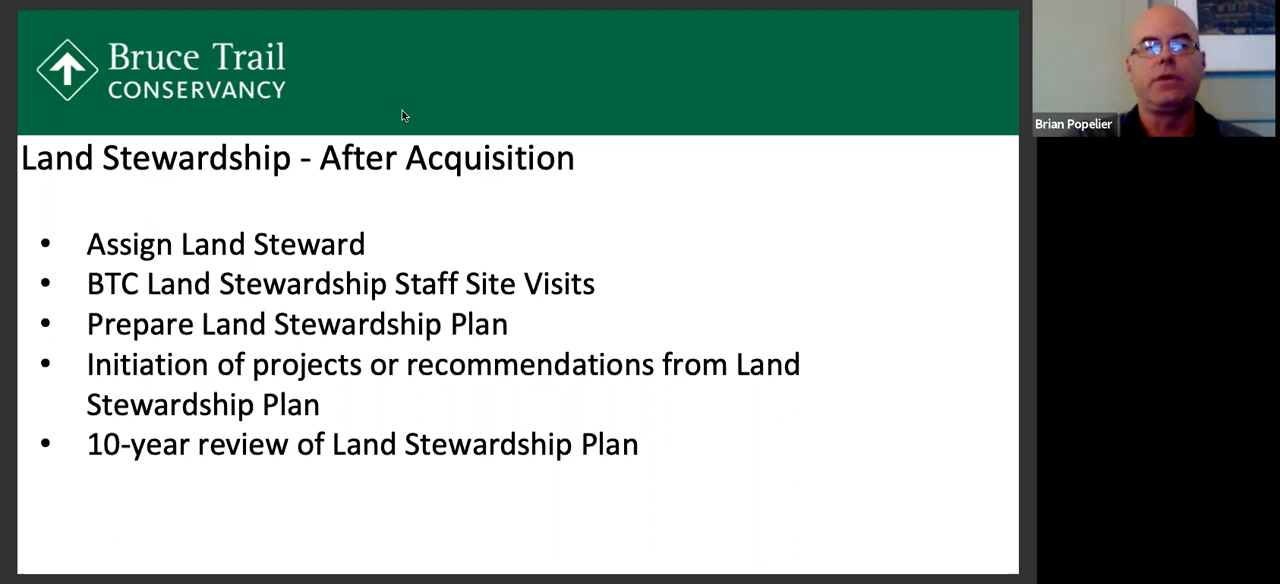 Bruce Trail
CONSERVANCY
Brian Popelier
Land Stewardship - After Acquisition
• Assign Land Steward
• BTC Land Stewardship Staff Site Visits
• Prepare Land Stewardship Plan
• Initiation of projects or recommendations from Land
Stewardship Plan
• 10-year review of Land Stewardship Plan